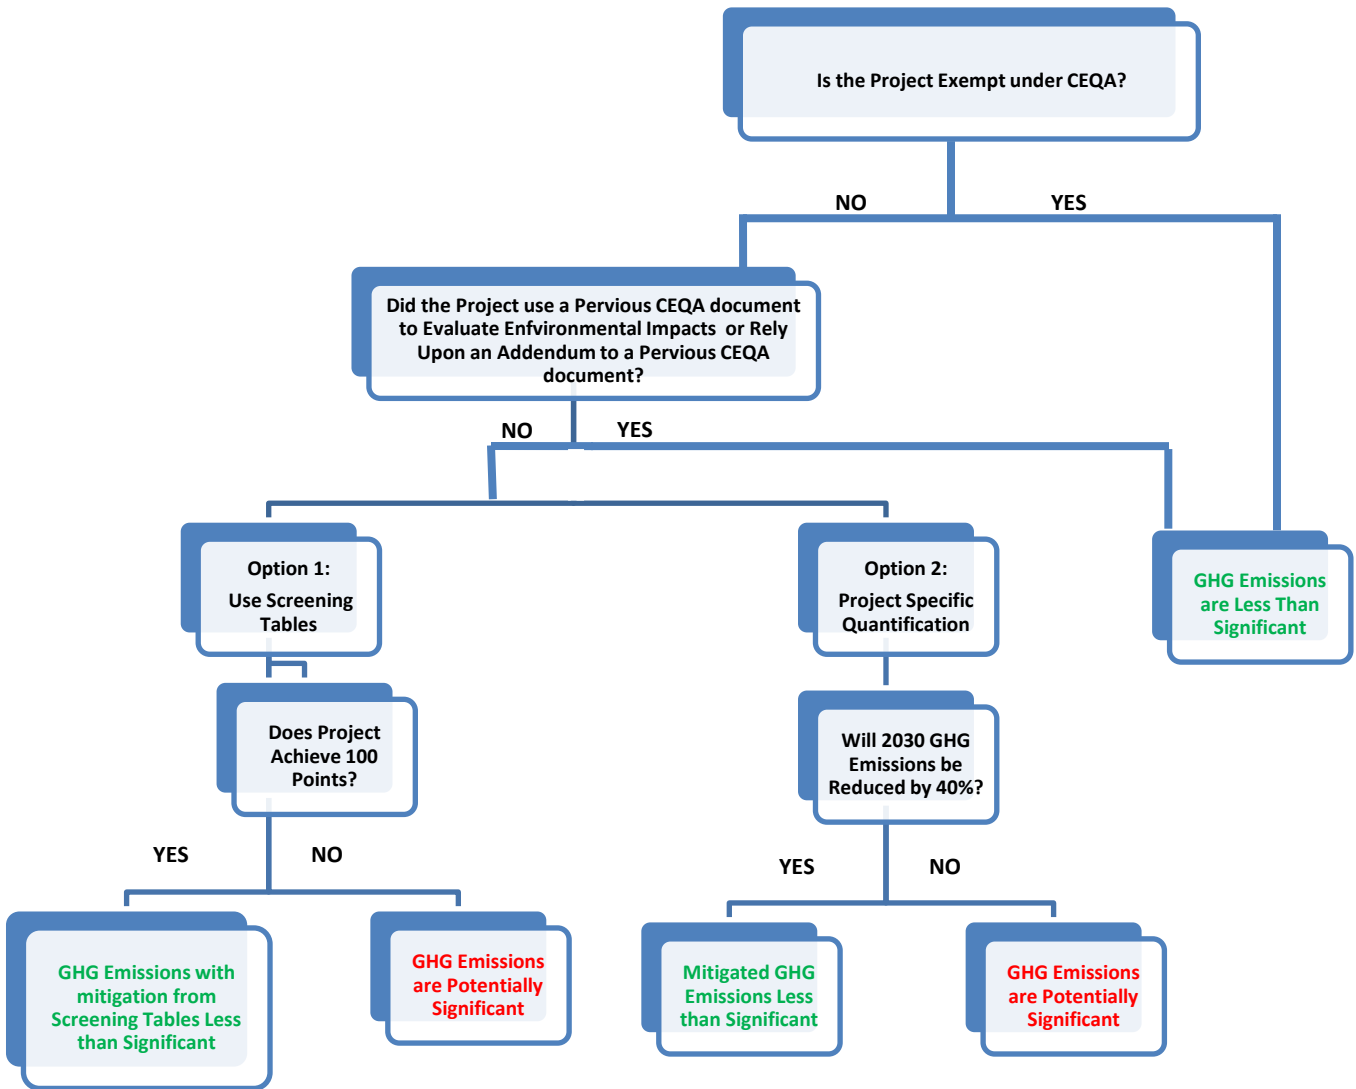 Is the Project Exempt under CEQA?
NO
YES
Did the Project use a Pervious CEQA document
to Evaluate Enfvironmental Impacts or Rely
Upon an Addendum to a Pervious CEQA
document?
NO
YES
Option 1:
Use Screening
Tables
Option 2:
Project Specific
Quantification
GHG Emissions
are Less Than
Significant
Does Project
Achieve 100
Points?
Will 2030 GHG
Emissions be
Reduced by 40%?
YES
NO
YES
NO
GHG Emissions with
mitigation from
Screening Tables Less
than Significant
GHG Emissions
are Potentially
Significant
Mitigated GHG
Emissions Less
than Significant
GHG Emissions
are Potentially
Significant